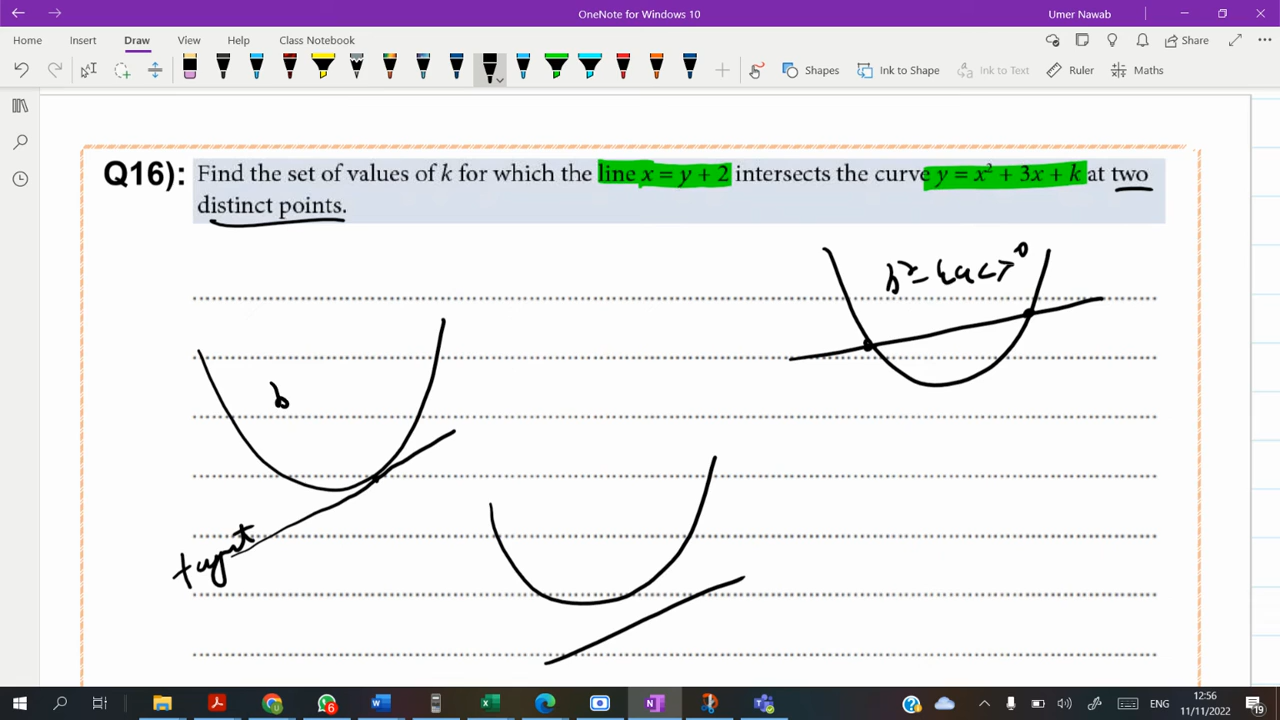 OneNote for Windows 10
Umer Nawab
Home Insert Draw View Help Class Notebook
Share
Shapes Ink to Shape Ink to Text Ruler Maths
Q16): Find the set of values of k for which the line x = y + 2 intersects the curve y = x² + 3x + k at two
distinct points.
b² - 4ac > 0
b
tangent
6
ENG
12:56
11/11/2022
19